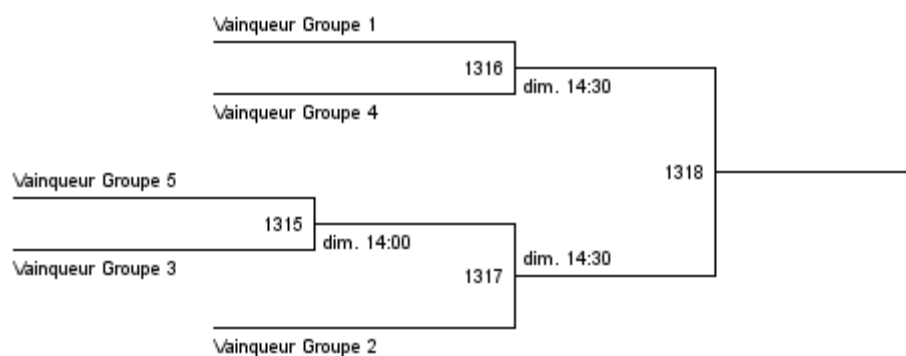 Vainqueur Groupe 1
1316
dim. 14:30
Vainqueur Groupe 4
1318
Vainqueur Groupe 5
1315
dim. 14:00
Vainqueur Groupe 3
dim. 14:30
1317
Vainqueur Groupe 2